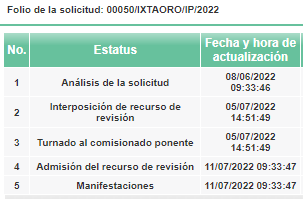 Folio de la solicitud: 00050/IXTAORO/IP/2022
No. Estatus Fecha y hora de actualización
1 Análisis de la solicitud 08/06/2022 09:33:46
2 Interposición de recurso de revisión 05/07/2022 14:51:49
3 Turnado al comisionado ponente 05/07/2022 14:51:49
4 Admisión del recurso de revisión 11/07/2022 09:33:47
5 Manifestaciones 11/07/2022 09:33:47